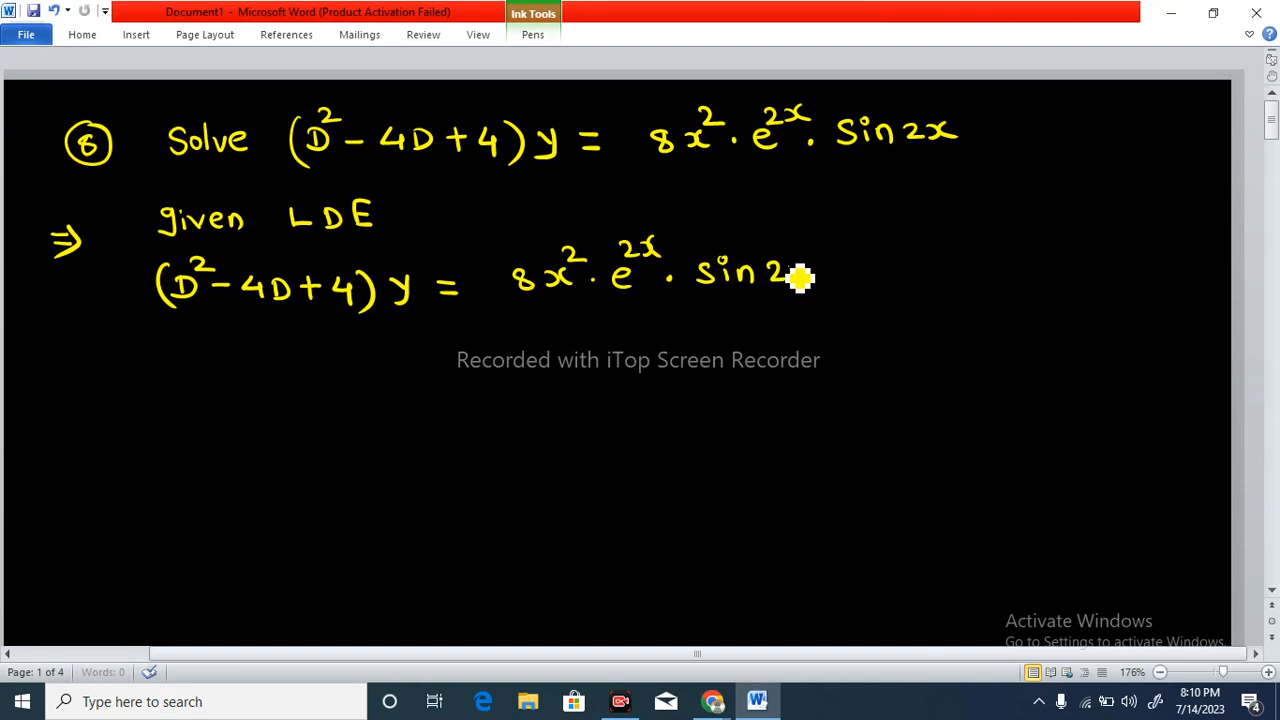 Document1 - Microsoft Word (Product Activation Failed)
Ink Tools
File Home Insert Page Layout References Mailings Review View Pens
⑧ Solve (D² - 4D + 4) y = 8x² · e²ˣ · Sin 2x
⇒ given LDE
(D² - 4D + 4) y = 8x² · e²ˣ · sin 2
Recorded with iTop Screen Recorder
Activate Windows
Go to Settings to activate Windows.
Page: 1 of 4 Words: 0 176%
Type here to search
8:10 PM
7/14/2023
4